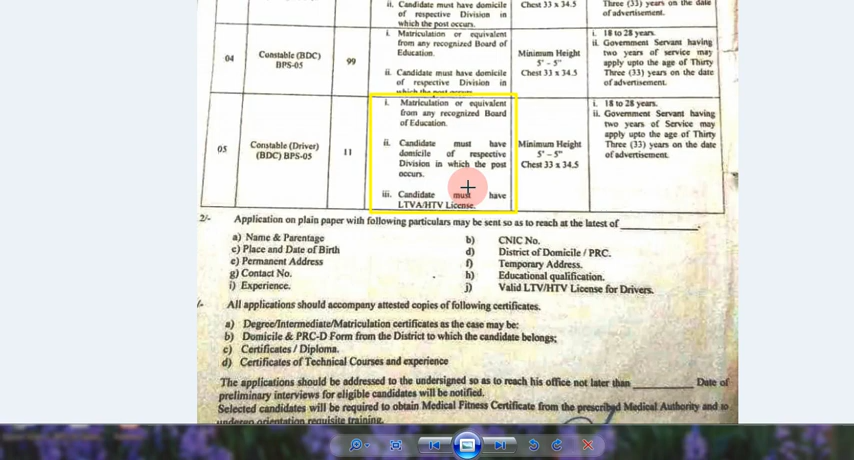 ii. Candidate must have domicile
of respective Division in
which the post occurs.
Chest 33 x 34.5
Three (33) years on the date
of advertisement.
04
Constable (BDC)
BPS-05
99
i. Matriculation or equivalent
from any recognized Board of
Education.
ii. Candidate must have domicile
of respective Division in
which the post occurs
Minimum Height
5' - 5"
Chest 33 x 34.5
i. 18 to 28 years.
ii. Government Servant having
two years of service may
apply upto the age of Thirty
Three (33) years on the date
of advertisement.
05
Constable (Driver)
(BDC) BPS-05
11
i. Matriculation or equivalent
from any recognized Board
of Education.
ii. Candidate must have
domicile of respective
Division in which the post
occurs.
iii. Candidate must have
LTVA/HTV License.
Minimum Height
5' - 5"
Chest 33 x 34.5
i. 18 to 28 years.
ii. Government Servant having
two years of Service may
apply upto the age of Thirty
Three (33) years on the date
of advertisement.
2/- Application on plain paper with following particulars may be sent so as to reach at the latest of ____________.
a) Name & Parentage
b) CNIC No.
c) Place and Date of Birth
d) District of Domicile / PRC.
e) Permanent Address
f) Temporary Address.
g) Contact No.
h) Educational qualification.
i) Experience.
j) Valid LTV/HTV License for Drivers.
/- All applications should accompany attested copies of following certificates.
a) Degree/Intermediate/Matriculation certificates as the case may be:
b) Domicile & PRC-D Form from the District to which the candidate belongs;
c) Certificates / Diploma.
d) Certificates of Technical Courses and experience
The applications should be addressed to the undersigned so as to reach his office not later than _________ Date of
preliminary interviews for eligible candidates will be notified.
Selected candidates will be required to obtain Medical Fitness Certificate from the prescribed Medical Authority and to
undergo orientation requisite training.